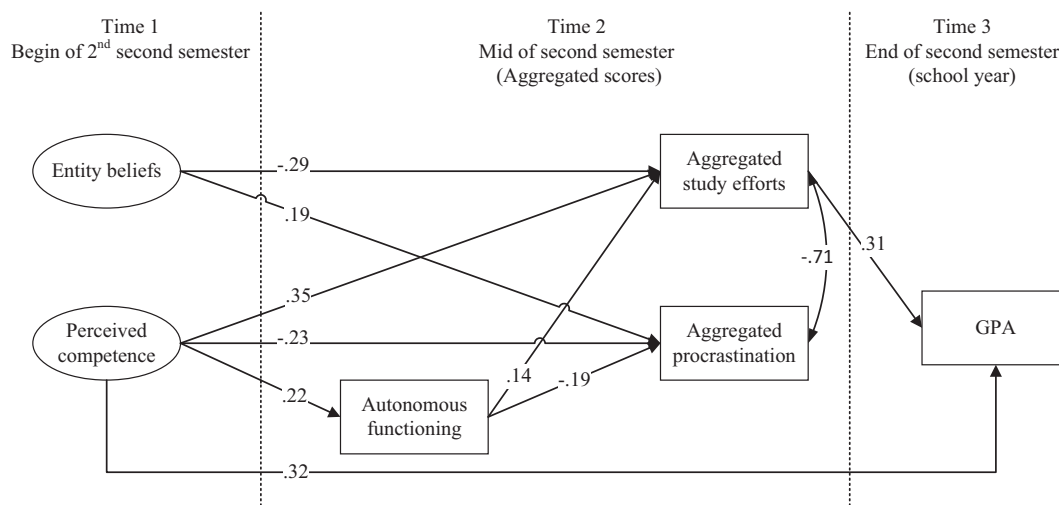 Time 1
Begin of 2nd second semester
Time 2
Mid of second semester
(Aggregated scores)
Time 3
End of second semester
(school year)
Entity beliefs
-.29
.19
Aggregated
study efforts
-.71
.31
.35
Perceived
competence
-.23
.22
Autonomous
functioning
.14
-.19
Aggregated
procrastination
GPA
.32